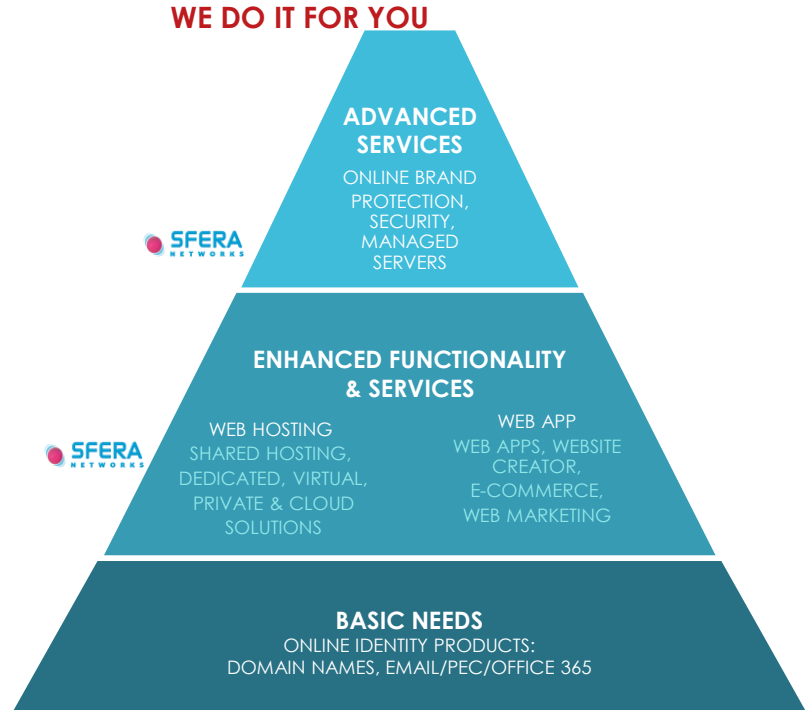 WE DO IT FOR YOU
ADVANCED
SERVICES
ONLINE BRAND
PROTECTION,
SECURITY,
MANAGED
SERVERS
SFERA
NETWORKS
ENHANCED FUNCTIONALITY
& SERVICES
WEB HOSTING
SHARED HOSTING,
DEDICATED, VIRTUAL,
PRIVATE & CLOUD
SOLUTIONS
WEB APP
WEB APPS, WEBSITE
CREATOR,
E-COMMERCE,
WEB MARKETING
SFERA
NETWORKS
BASIC NEEDS
ONLINE IDENTITY PRODUCTS:
DOMAIN NAMES, EMAIL/PEC/OFFICE 365